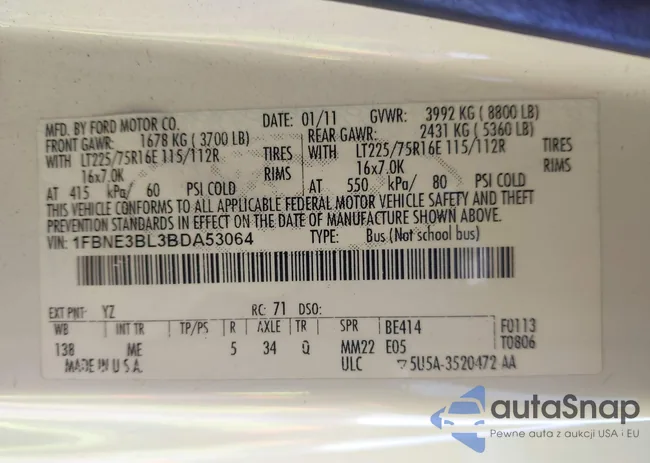 MFD. BY FORD MOTOR CO. DATE: 01/11 GVWR: 3992 KG ( 8800 LB)
FRONT GAWR: 1678 KG ( 3700 LB) REAR GAWR: 2431 KG ( 5360 LB)
WITH LT225/75R16E 115/112R TIRES WITH LT225/75R16E 115/112R TIRES
16x7.0K RIMS 16x7.0K RIMS
AT 415 kPa/ 60 PSI COLD AT 550 kPa/ 80 PSI COLD
THIS VEHICLE CONFORMS TO ALL APPLICABLE FEDERAL MOTOR VEHICLE SAFETY AND THEFT
PREVENTION STANDARDS IN EFFECT ON THE DATE OF MANUFACTURE SHOWN ABOVE.
VIN: 1FBNE3BL3BDA53064 TYPE: Bus (Not school bus)
EXT PNT: YZ RC: 71 DSO:
WB INT TR TP/PS R AXLE TR SPR BE414 F0113
138 ME 5 34 Q MM22 E05 T0806
MADE IN U.S.A. ULC 5U5A-3520472 AA
autaSnap
Pewne auta z aukcji USA i EU